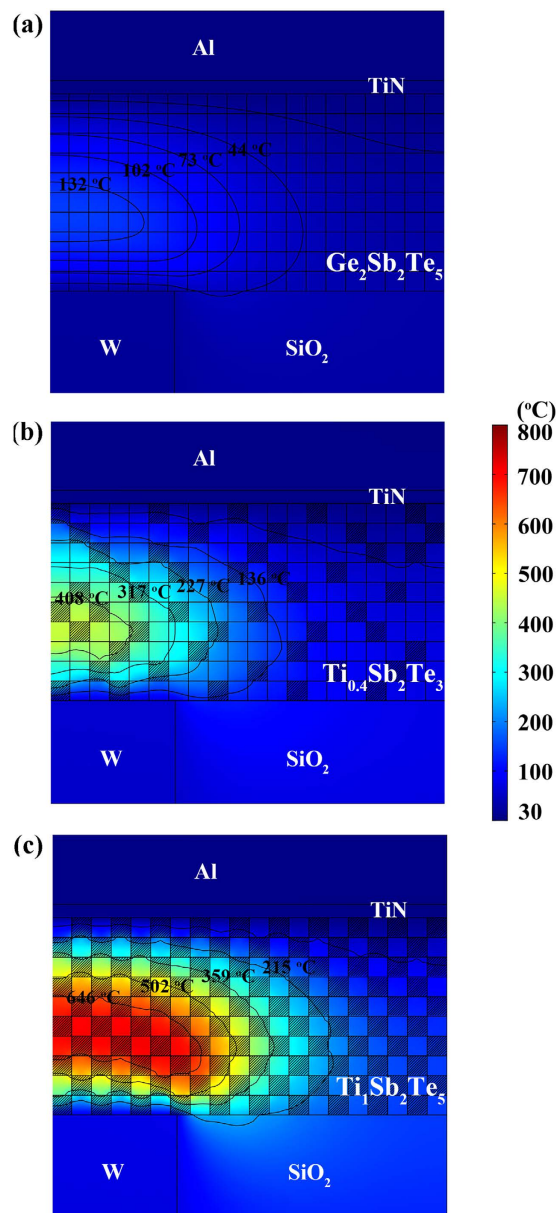 (a)
Al
TiN
44 °C
73 °C
102 °C
132 °C
Ge₂Sb₂Te₅
W SiO₂
(b)
Al
TiN
136 °C
227 °C
317 °C
408 °C
Ti₀.₄Sb₂Te₃
W SiO₂
(°C)
800
700
600
500
400
300
200
100
30
(c)
Al
TiN
215 °C
359 °C
502 °C
646 °C
Ti₁Sb₂Te₅
W SiO₂